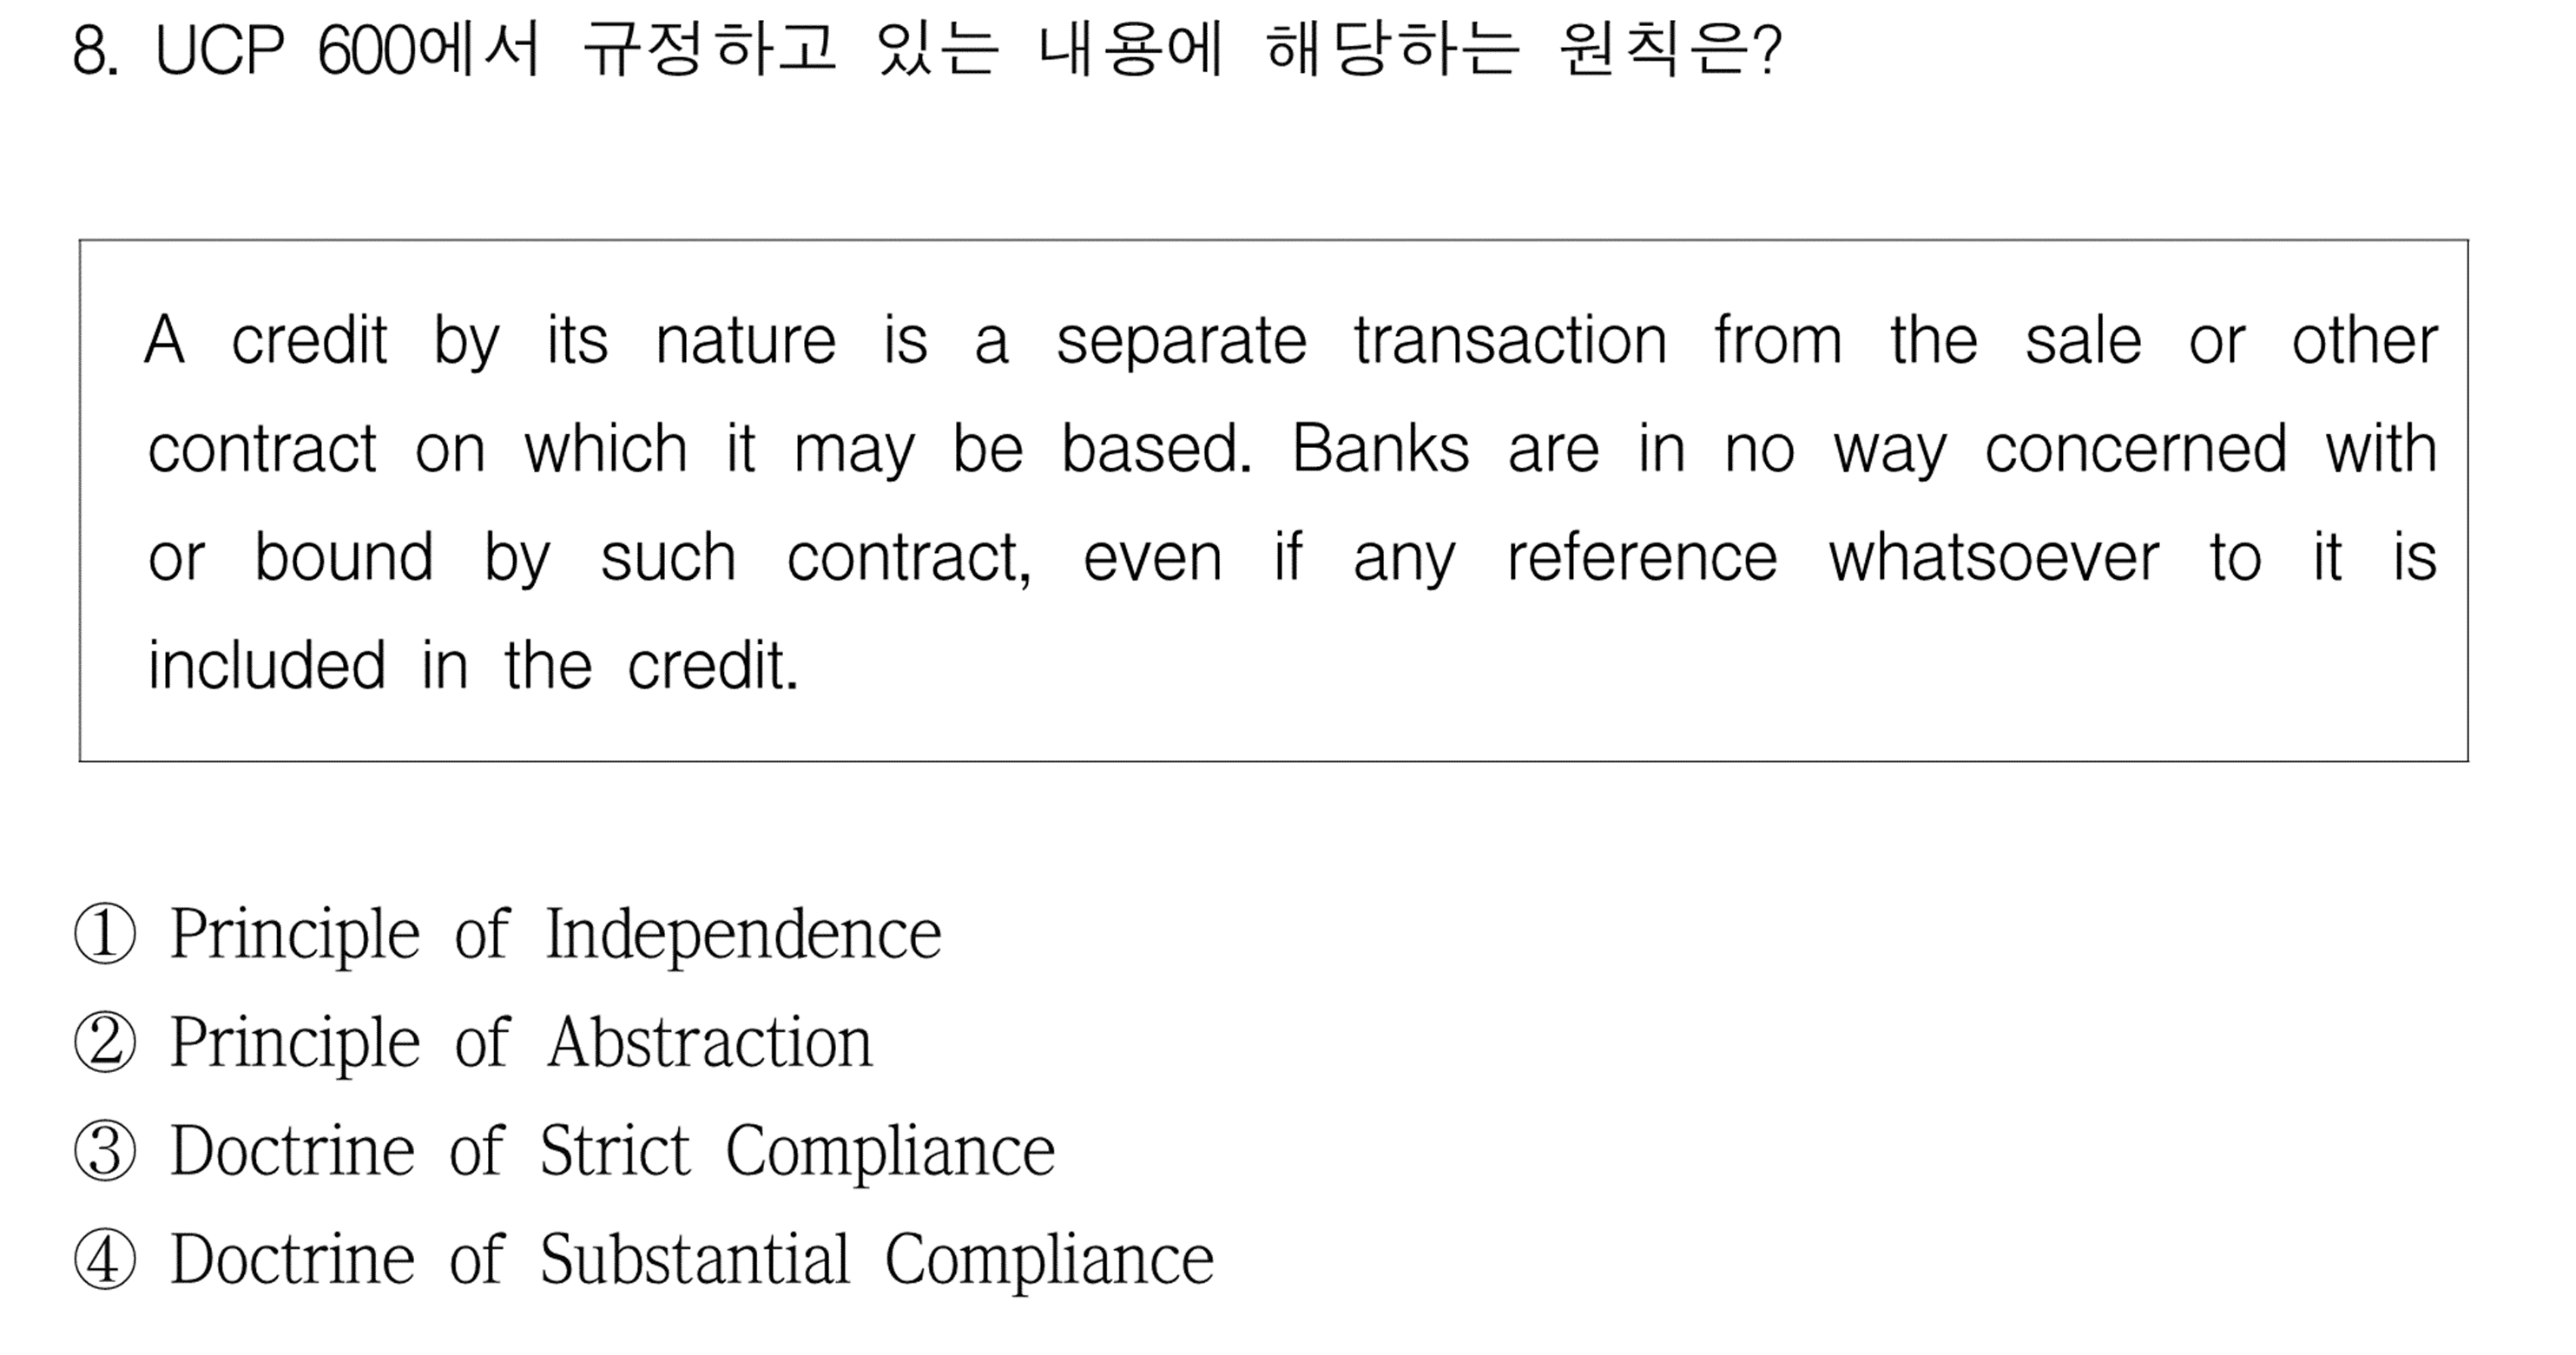 8. UCP 600에서 규정하고 있는 내용에 해당하는 원칙은?
A credit by its nature is a separate transaction from the sale or other
contract on which it may be based. Banks are in no way concerned with
or bound by such contract, even if any reference whatsoever to it is
included in the credit.
① Principle of Independence
② Principle of Abstraction
③ Doctrine of Strict Compliance
④ Doctrine of Substantial Compliance